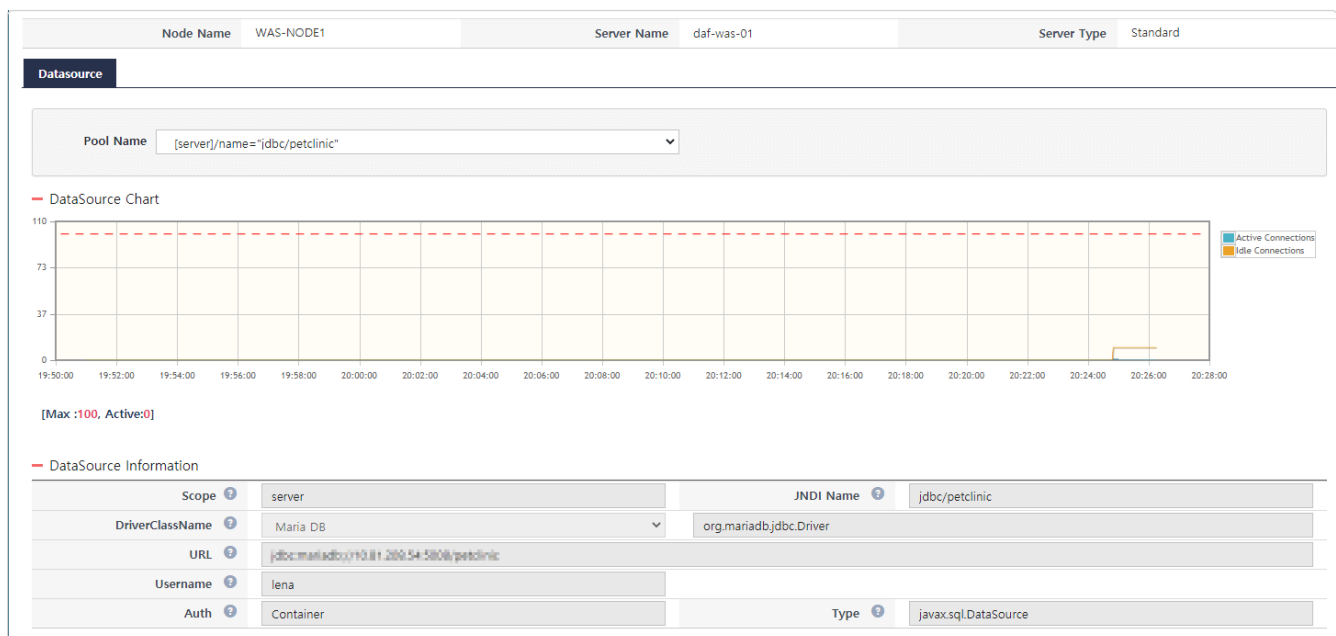 Node Name WAS-NODE1 Server Name daf-was-01 Server Type Standard
Datasource
Pool Name [server]/name="jdbc/petclinic"
DataSource Chart
110
73
37
0
Active Connections
Idle Connections
19:50:00 19:52:00 19:54:00 19:56:00 19:58:00 20:00:00 20:02:00 20:04:00 20:06:00 20:08:00 20:10:00 20:12:00 20:14:00 20:16:00 20:18:00 20:20:00 20:22:00 20:24:00 20:26:00 20:28:00
[Max :100, Active:0]
DataSource Information
Scope ? server JNDI Name ? jdbc/petclinic
DriverClassName ? Maria DB org.mariadb.jdbc.Driver
URL ?
Username ? lena
Auth ? Container Type ? javax.sql.DataSource